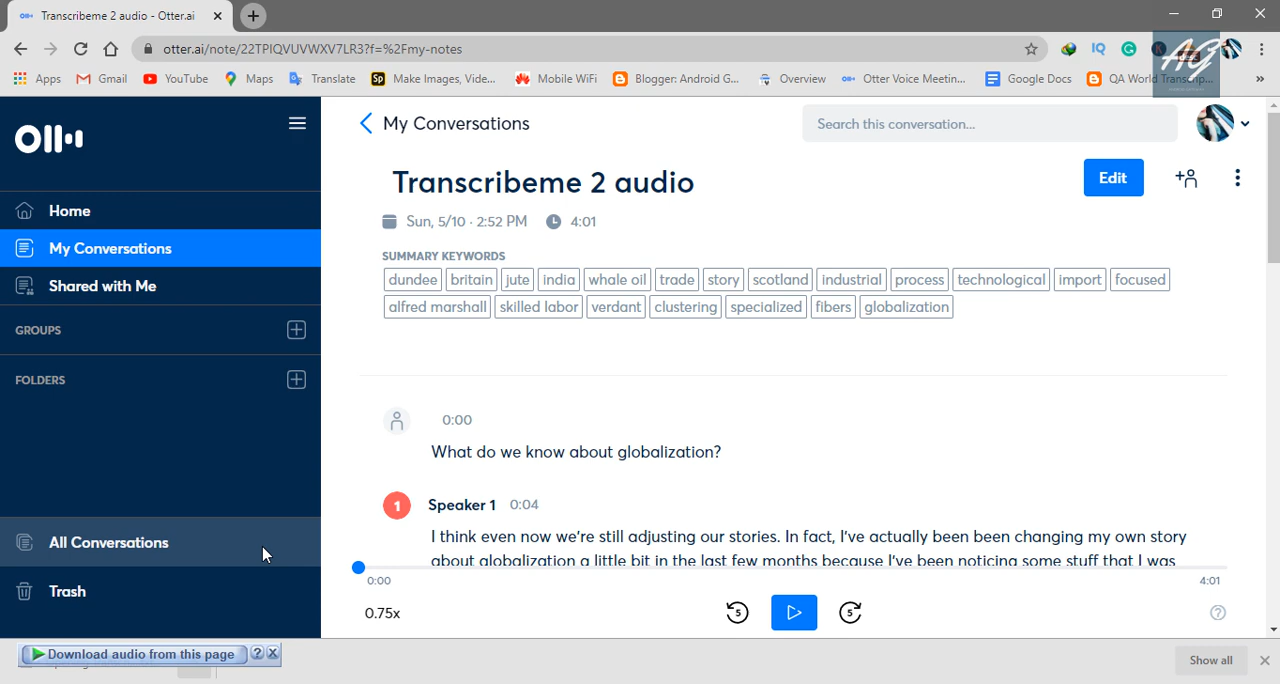 Transcribeme 2 audio - Otter.ai
otter.ai/note/22TPIQVUVWXV7LR3?f=%2Fmy-notes
Apps Gmail YouTube Maps Translate Make Images, Vide... Mobile WiFi Blogger: Android G... Overview Otter Voice Meetin... Google Docs QA World Transcrip...
My Conversations
Search this conversation...
Transcribeme 2 audio
Edit
Home
Sun, 5/10 · 2:52 PM 4:01
My Conversations
SUMMARY KEYWORDS
Shared with Me
dundee britain jute india whale oil trade story scotland industrial process technological import focused
alfred marshall skilled labor verdant clustering specialized fibers globalization
GROUPS
FOLDERS
0:00
What do we know about globalization?
1 Speaker 1 0:04
I think even now we're still adjusting our stories. In fact, I've actually been been changing my own story
about globalization a little bit in the last few months because I've been noticing some stuff that I was
All Conversations
0:00 4:01
Trash
0.75x 5 5
Download audio from this page
Show all